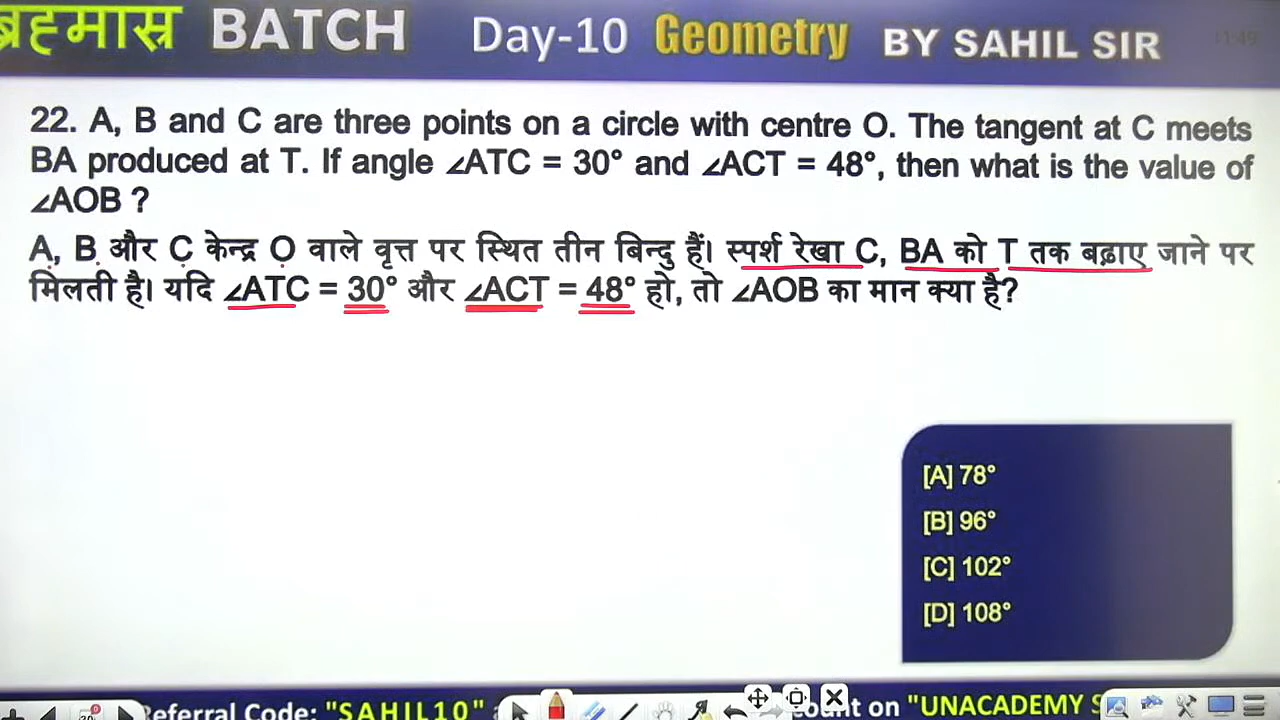 ब्रह्मास्र BATCH Day-10 Geometry BY SAHIL SIR 11:49
22. A, B and C are three points on a circle with centre O. The tangent at C meets
BA produced at T. If angle ∠ATC = 30° and ∠ACT = 48°, then what is the value of
∠AOB ?
A, B और C केन्द्र O वाले वृत्त पर स्थित तीन बिन्दु हैं। स्पर्श रेखा C, BA को T तक बढ़ाए जाने पर
मिलती है। यदि ∠ATC = 30° और ∠ACT = 48° हो, तो ∠AOB का मान क्या है?
[A] 78°
[B] 96°
[C] 102°
[D] 108°
eferral Code: "SAHIL10" on "UNACADEMY S